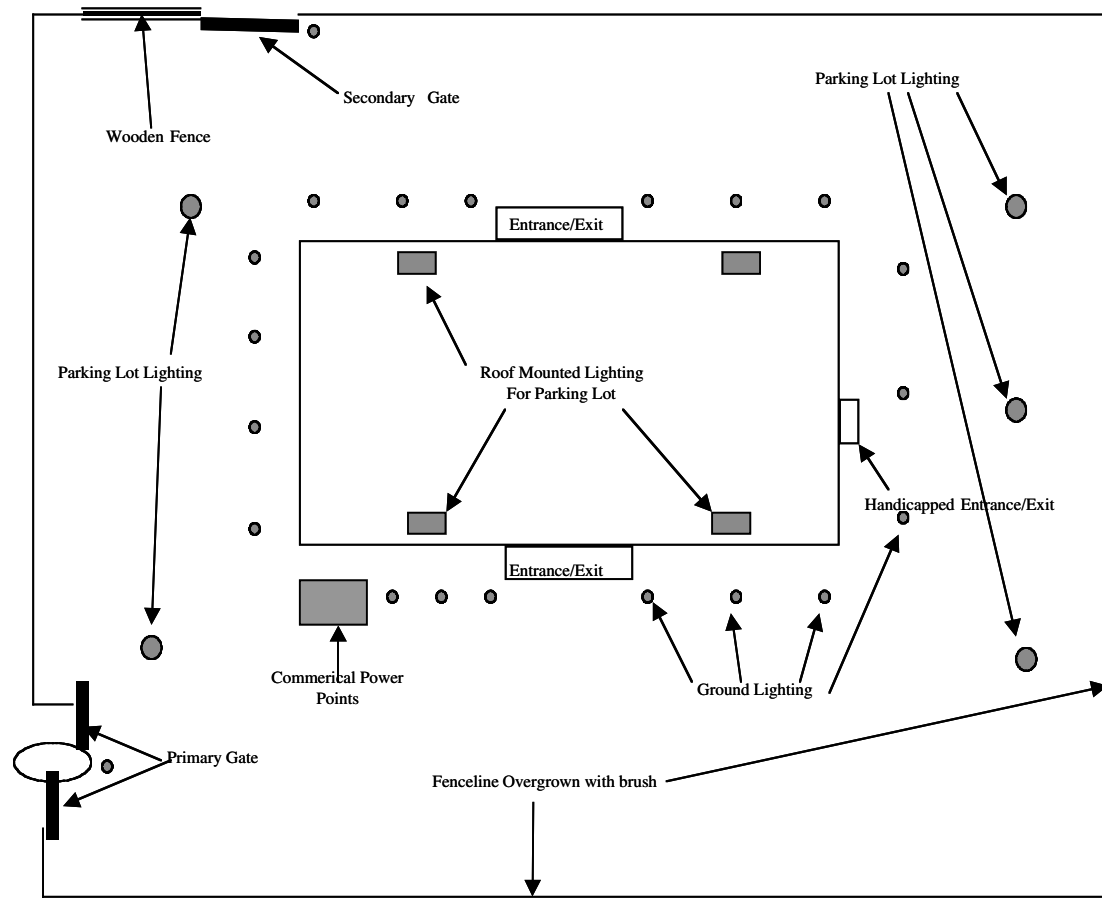 Parking Lot Lighting
Secondary Gate
Wooden Fence
Entrance/Exit
Parking Lot Lighting
Roof Mounted Lighting
For Parking Lot
Handicapped Entrance/Exit
Entrance/Exit
Commerical Power
Points
Ground Lighting
Primary Gate
Fenceline Overgrown with brush